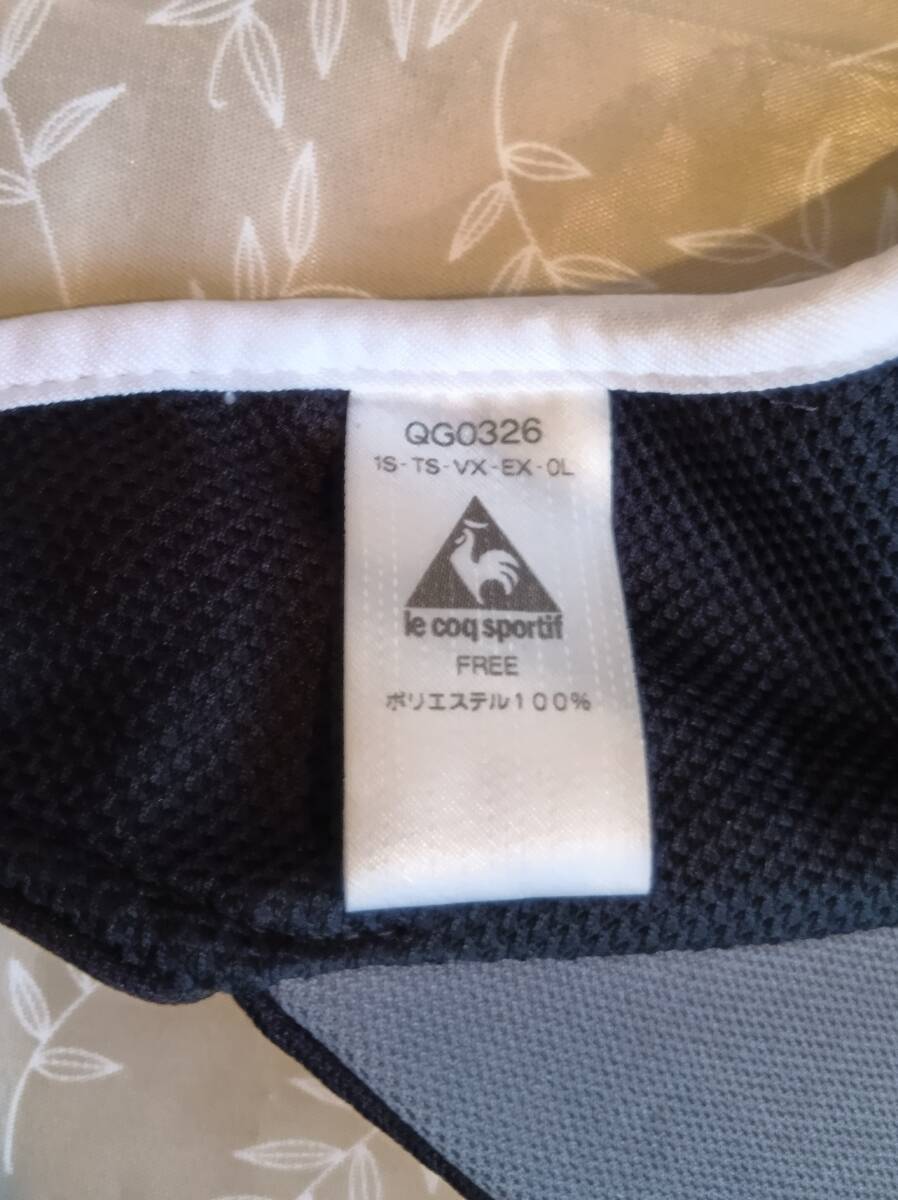 QG0326
1S-TS-VX-EX-0L
le coq sportif
FREE
ポリエステル100%